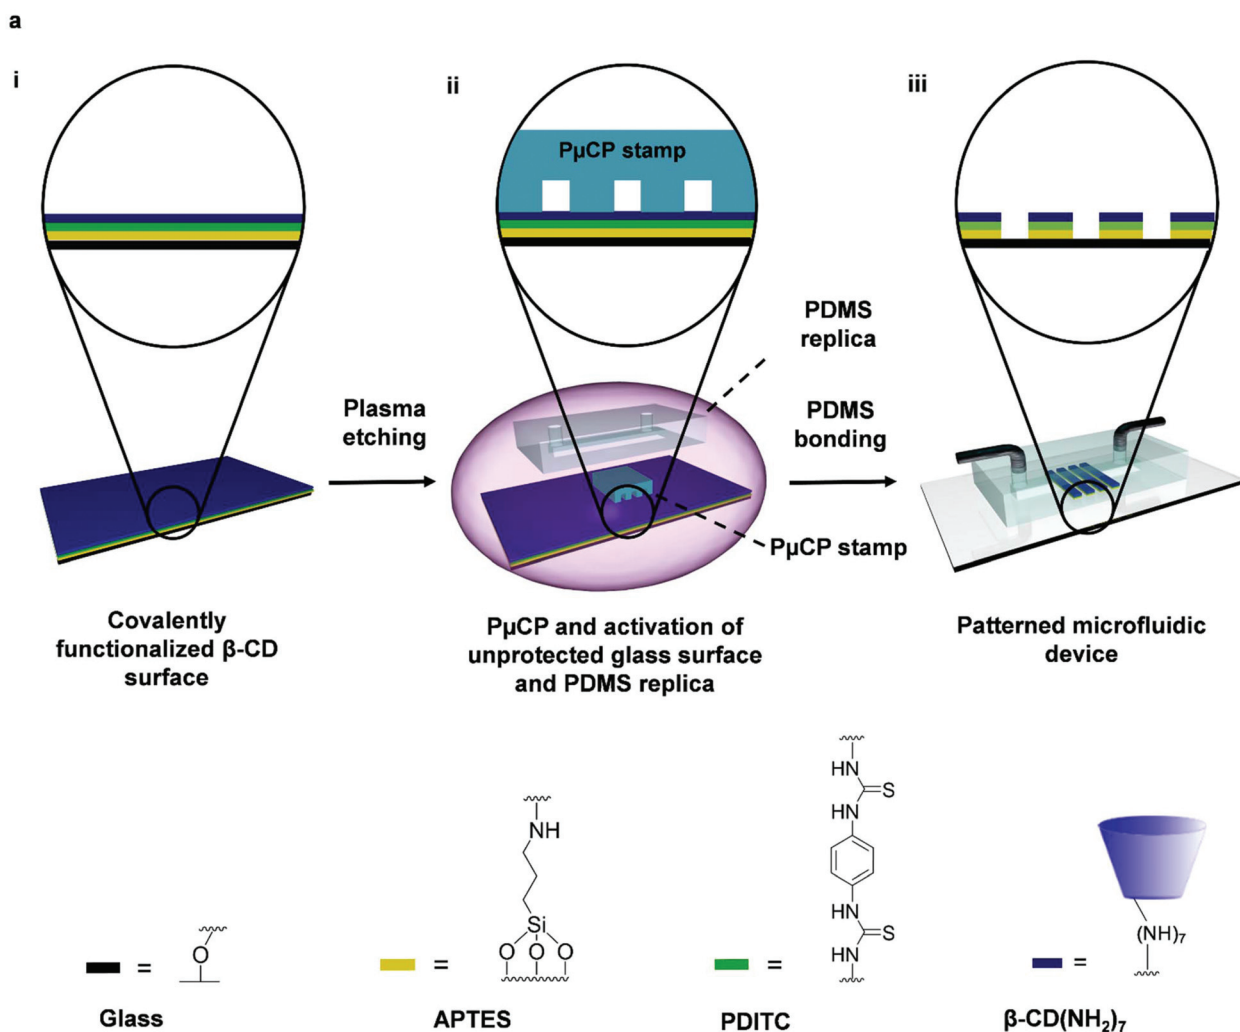 a
i
ii
iii
PµCP stamp
PDMS
replica
Plasma
etching
PDMS
bonding
PµCP stamp
Covalently
functionalized β-CD
surface
PµCP and activation of
unprotected glass surface
and PDMS replica
Patterned microfluidic
device
=
O
Glass
=
NH
Si
O O O
APTES
=
HN
S
NH
HN
S
HN
PDITC
=
(NH)₇
β-CD(NH₂)₇